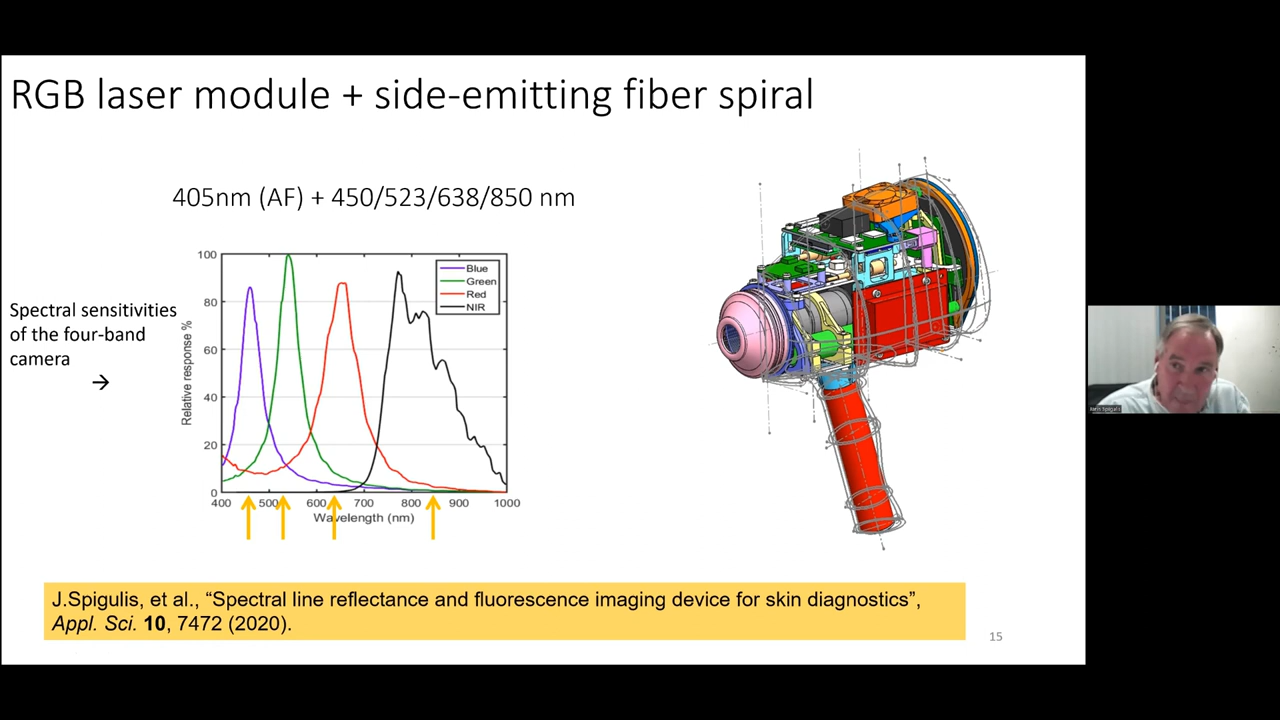 RGB laser module + side-emitting fiber spiral
405nm (AF) + 450/523/638/850 nm
Spectral sensitivities
of the four-band
camera
→
Relative response %
100
80
60
40
20
0
Blue
Green
Red
NIR
400 500 600 700 800 900 1000
Wavelength (nm)
J.Spigulis, et al., “Spectral line reflectance and fluorescence imaging device for skin diagnostics”,
Appl. Sci. 10, 7472 (2020).
15
Janis Spigulis